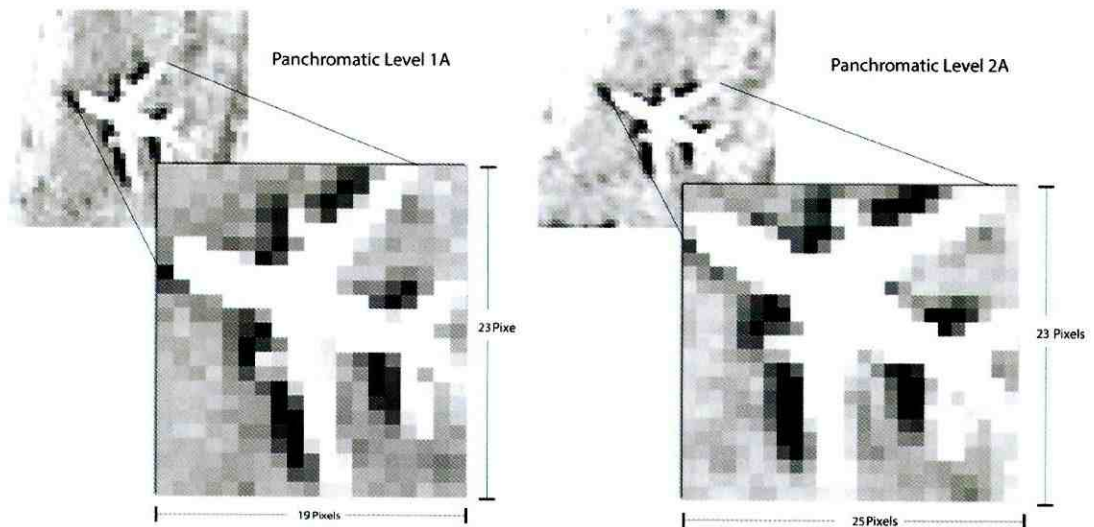 Panchromatic Level 1A
Panchromatic Level 2A
23 Pixe
23 Pixels
19 Pixels
25 Pixels